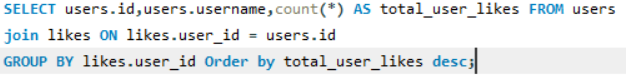 SELECT users.id,users.username,count(*) AS total_user_likes FROM users
join likes ON likes.user_id = users.id
GROUP BY likes.user_id Order by total_user_likes desc;